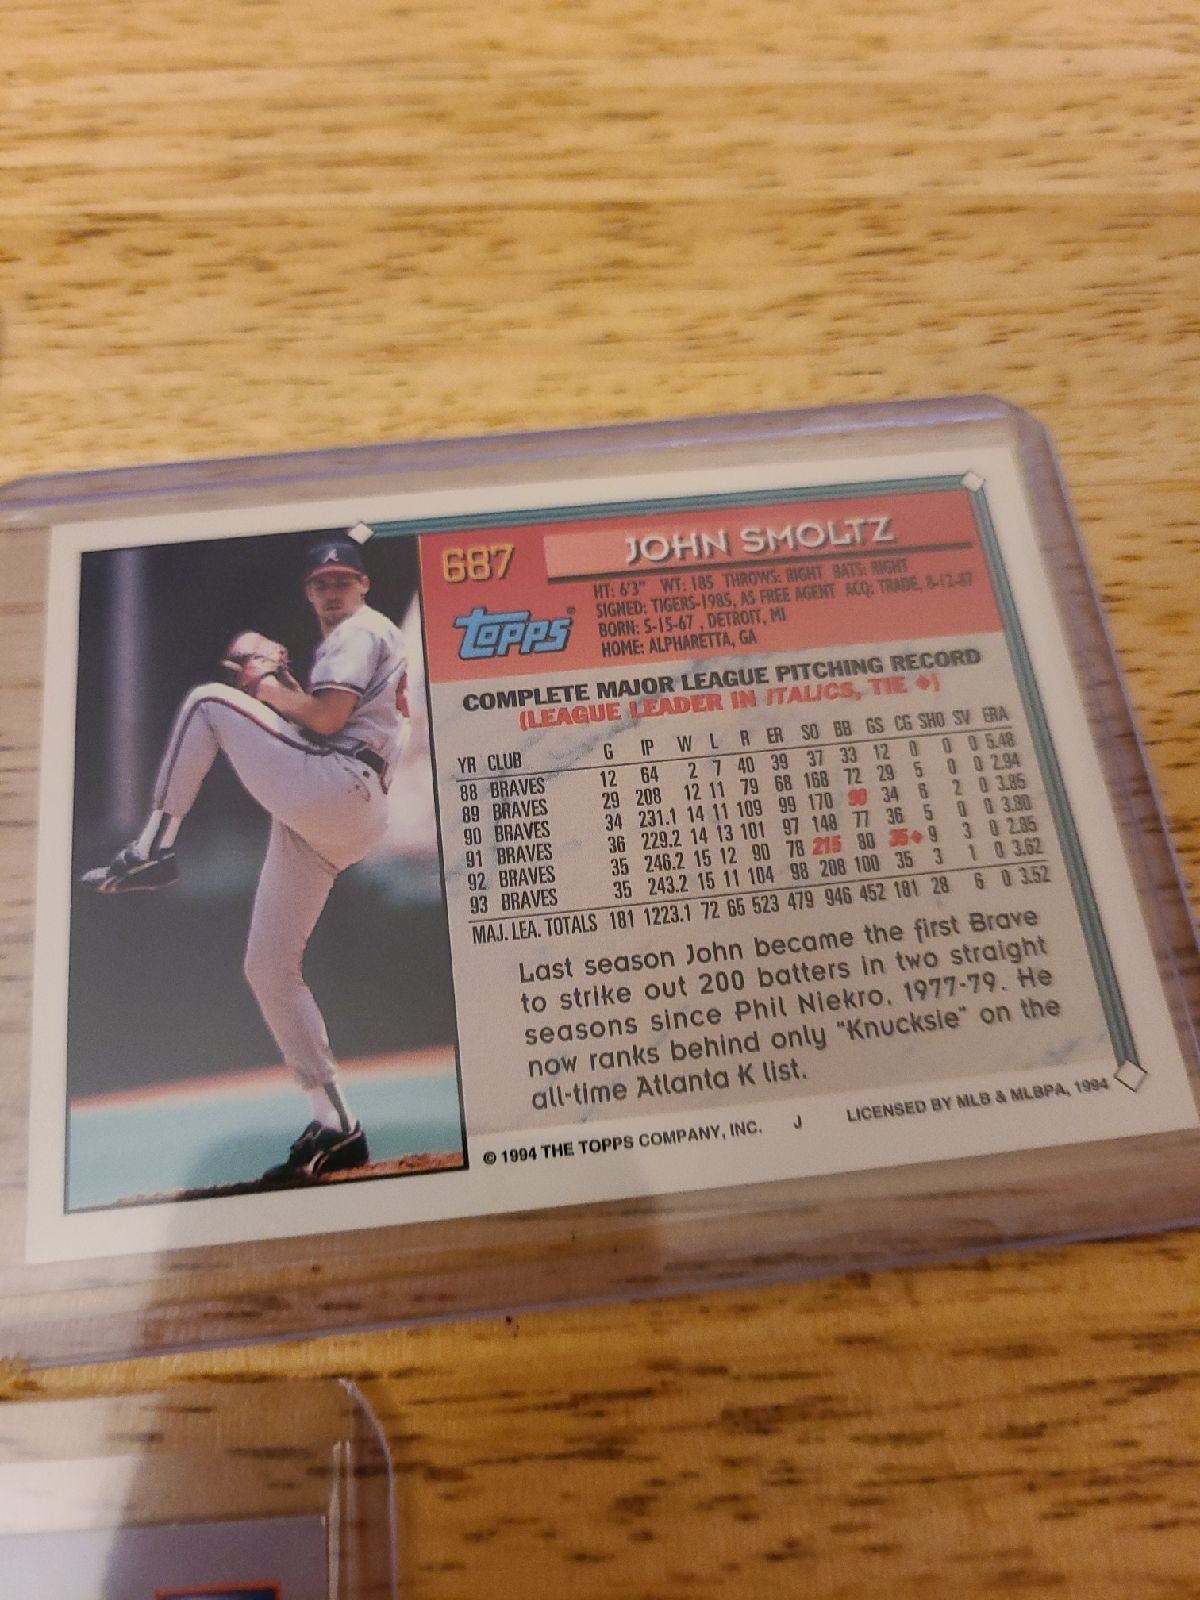 687
JOHN SMOLTZ
topps®
HT: 6'3" WT: 185 THROWS: RIGHT BATS: RIGHT
SIGNED: TIGERS-1985, AS FREE AGENT ACQ: TRADE, 8-12-87
BORN: 5-15-67, DETROIT, MI
HOME: ALPHARETTA, GA
COMPLETE MAJOR LEAGUE PITCHING RECORD
(LEAGUE LEADER IN ITALICS, TIE ◆)
YR CLUB G IP W L R ER SO BB GS CG SHO SV ERA
88 BRAVES 12 64 2 7 40 39 37 33 12 0 0 0 5.48
89 BRAVES 29 208 12 11 79 68 168 72 29 5 0 0 2.94
90 BRAVES 34 231.1 14 11 109 99 170 90 34 6 2 0 3.85
91 BRAVES 36 229.2 14 13 101 97 148 77 36 5 0 0 3.80
92 BRAVES 35 246.2 15 12 90 78 215 80 35◆ 9 3 0 2.85
93 BRAVES 35 243.2 15 11 104 98 208 100 35 3 1 0 3.62
MAJ. LEA. TOTALS 181 1223.1 72 65 523 479 946 452 181 28 6 0 3.52
Last season John became the first Brave
to strike out 200 batters in two straight
seasons since Phil Niekro, 1977-79. He
now ranks behind only "Knucksie" on the
all-time Atlanta K list.
© 1994 THE TOPPS COMPANY, INC. J LICENSED BY MLB & MLBPA, 1994